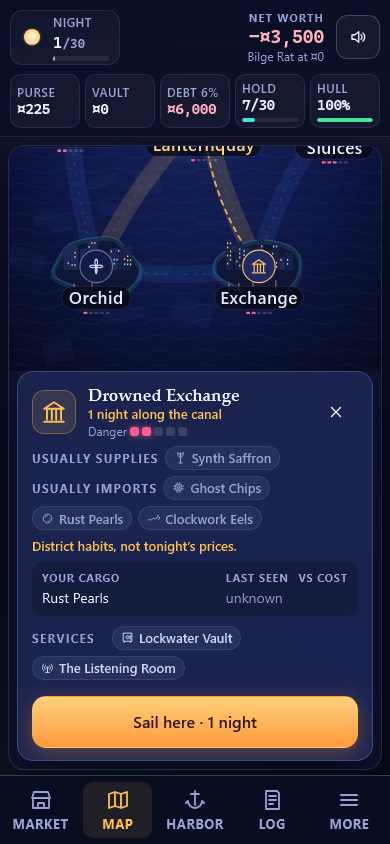 NIGHT
1/30
NET WORTH
−¤3,500
Bilge Rat at ¤0
PURSE
¤225
VAULT
¤0
DEBT 6%
¤6,000
HOLD
7/30
HULL
100%
Lanternquay
Sluices
Orchid
Exchange
Drowned Exchange
1 night along the canal
Danger
USUALLY SUPPLIES Synth Saffron
USUALLY IMPORTS Ghost Chips
Rust Pearls Clockwork Eels
District habits, not tonight's prices.
YOUR CARGO LAST SEEN VS COST
Rust Pearls unknown
SERVICES Lockwater Vault
The Listening Room
Sail here · 1 night
MARKET MAP HARBOR LOG MORE